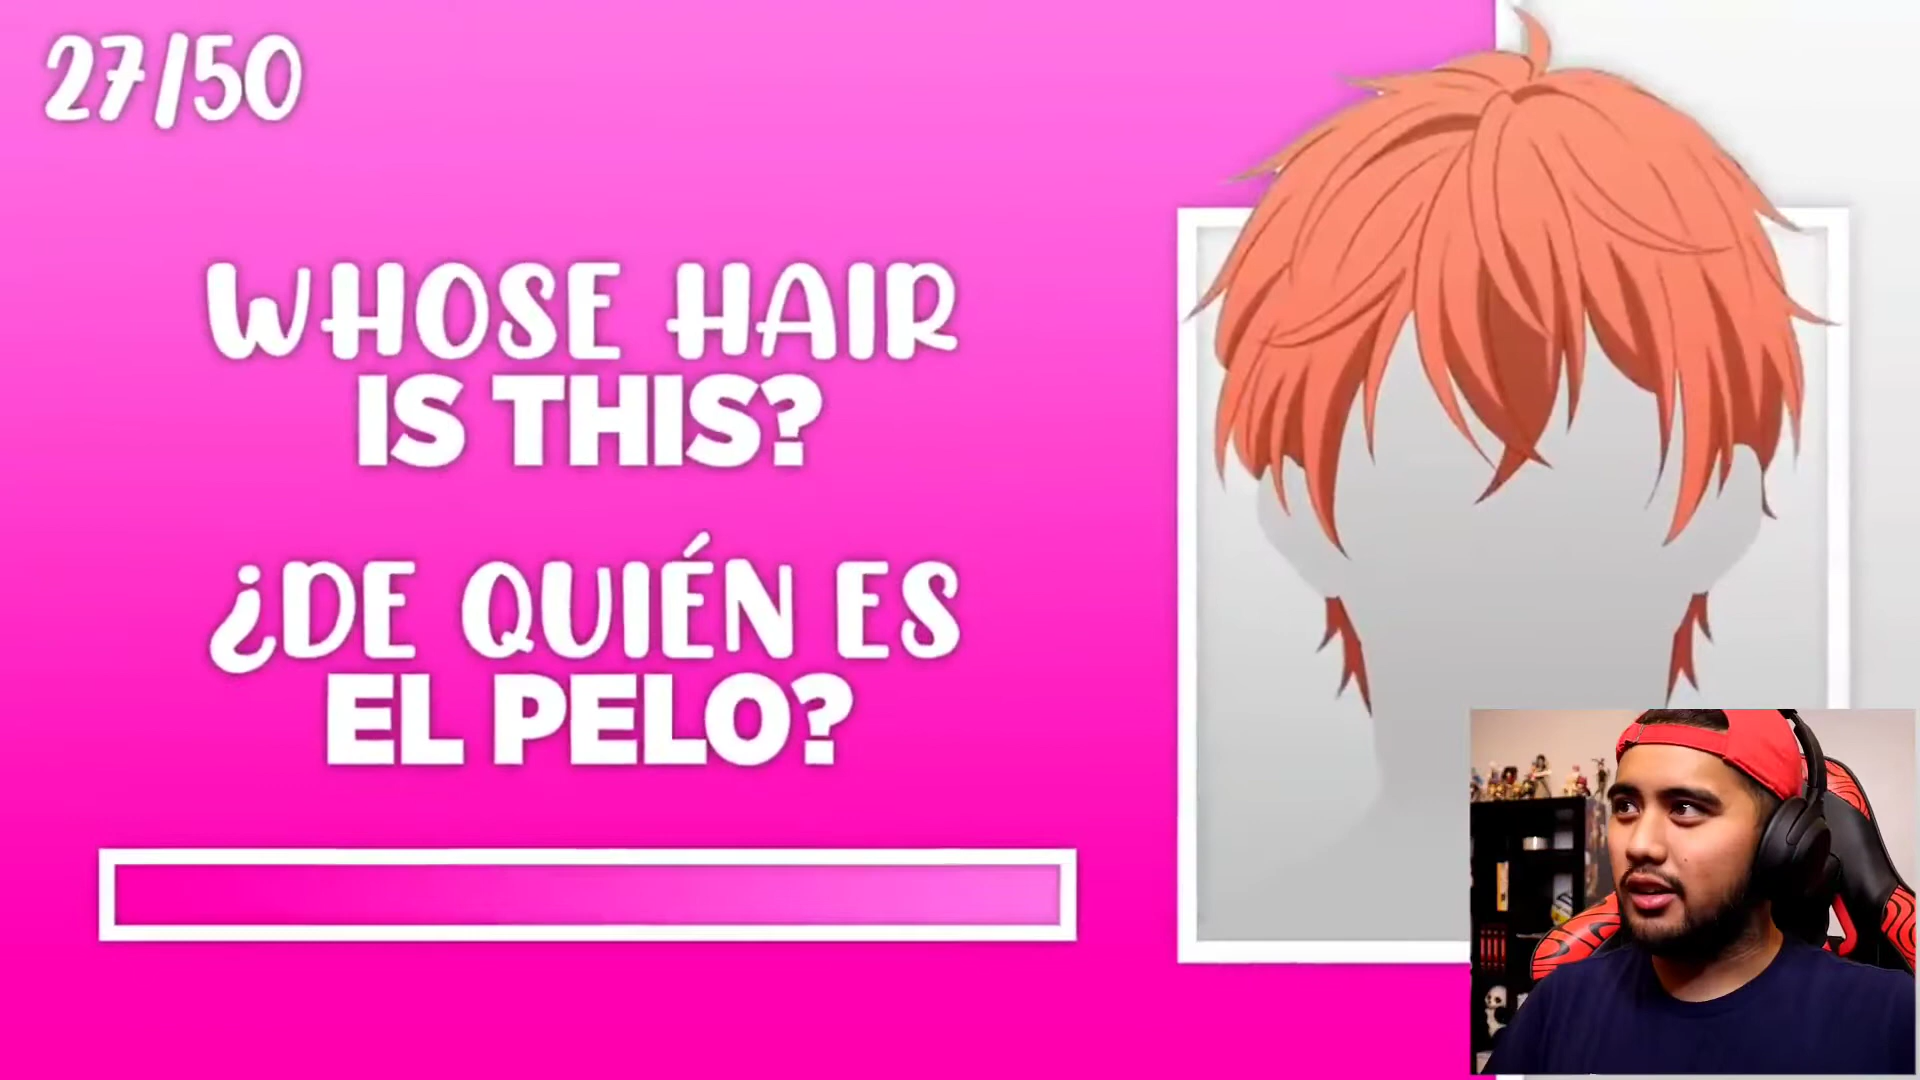 27/50
WHOSE HAIR
IS THIS?
¿DE QUIÉN ES
EL PELO?